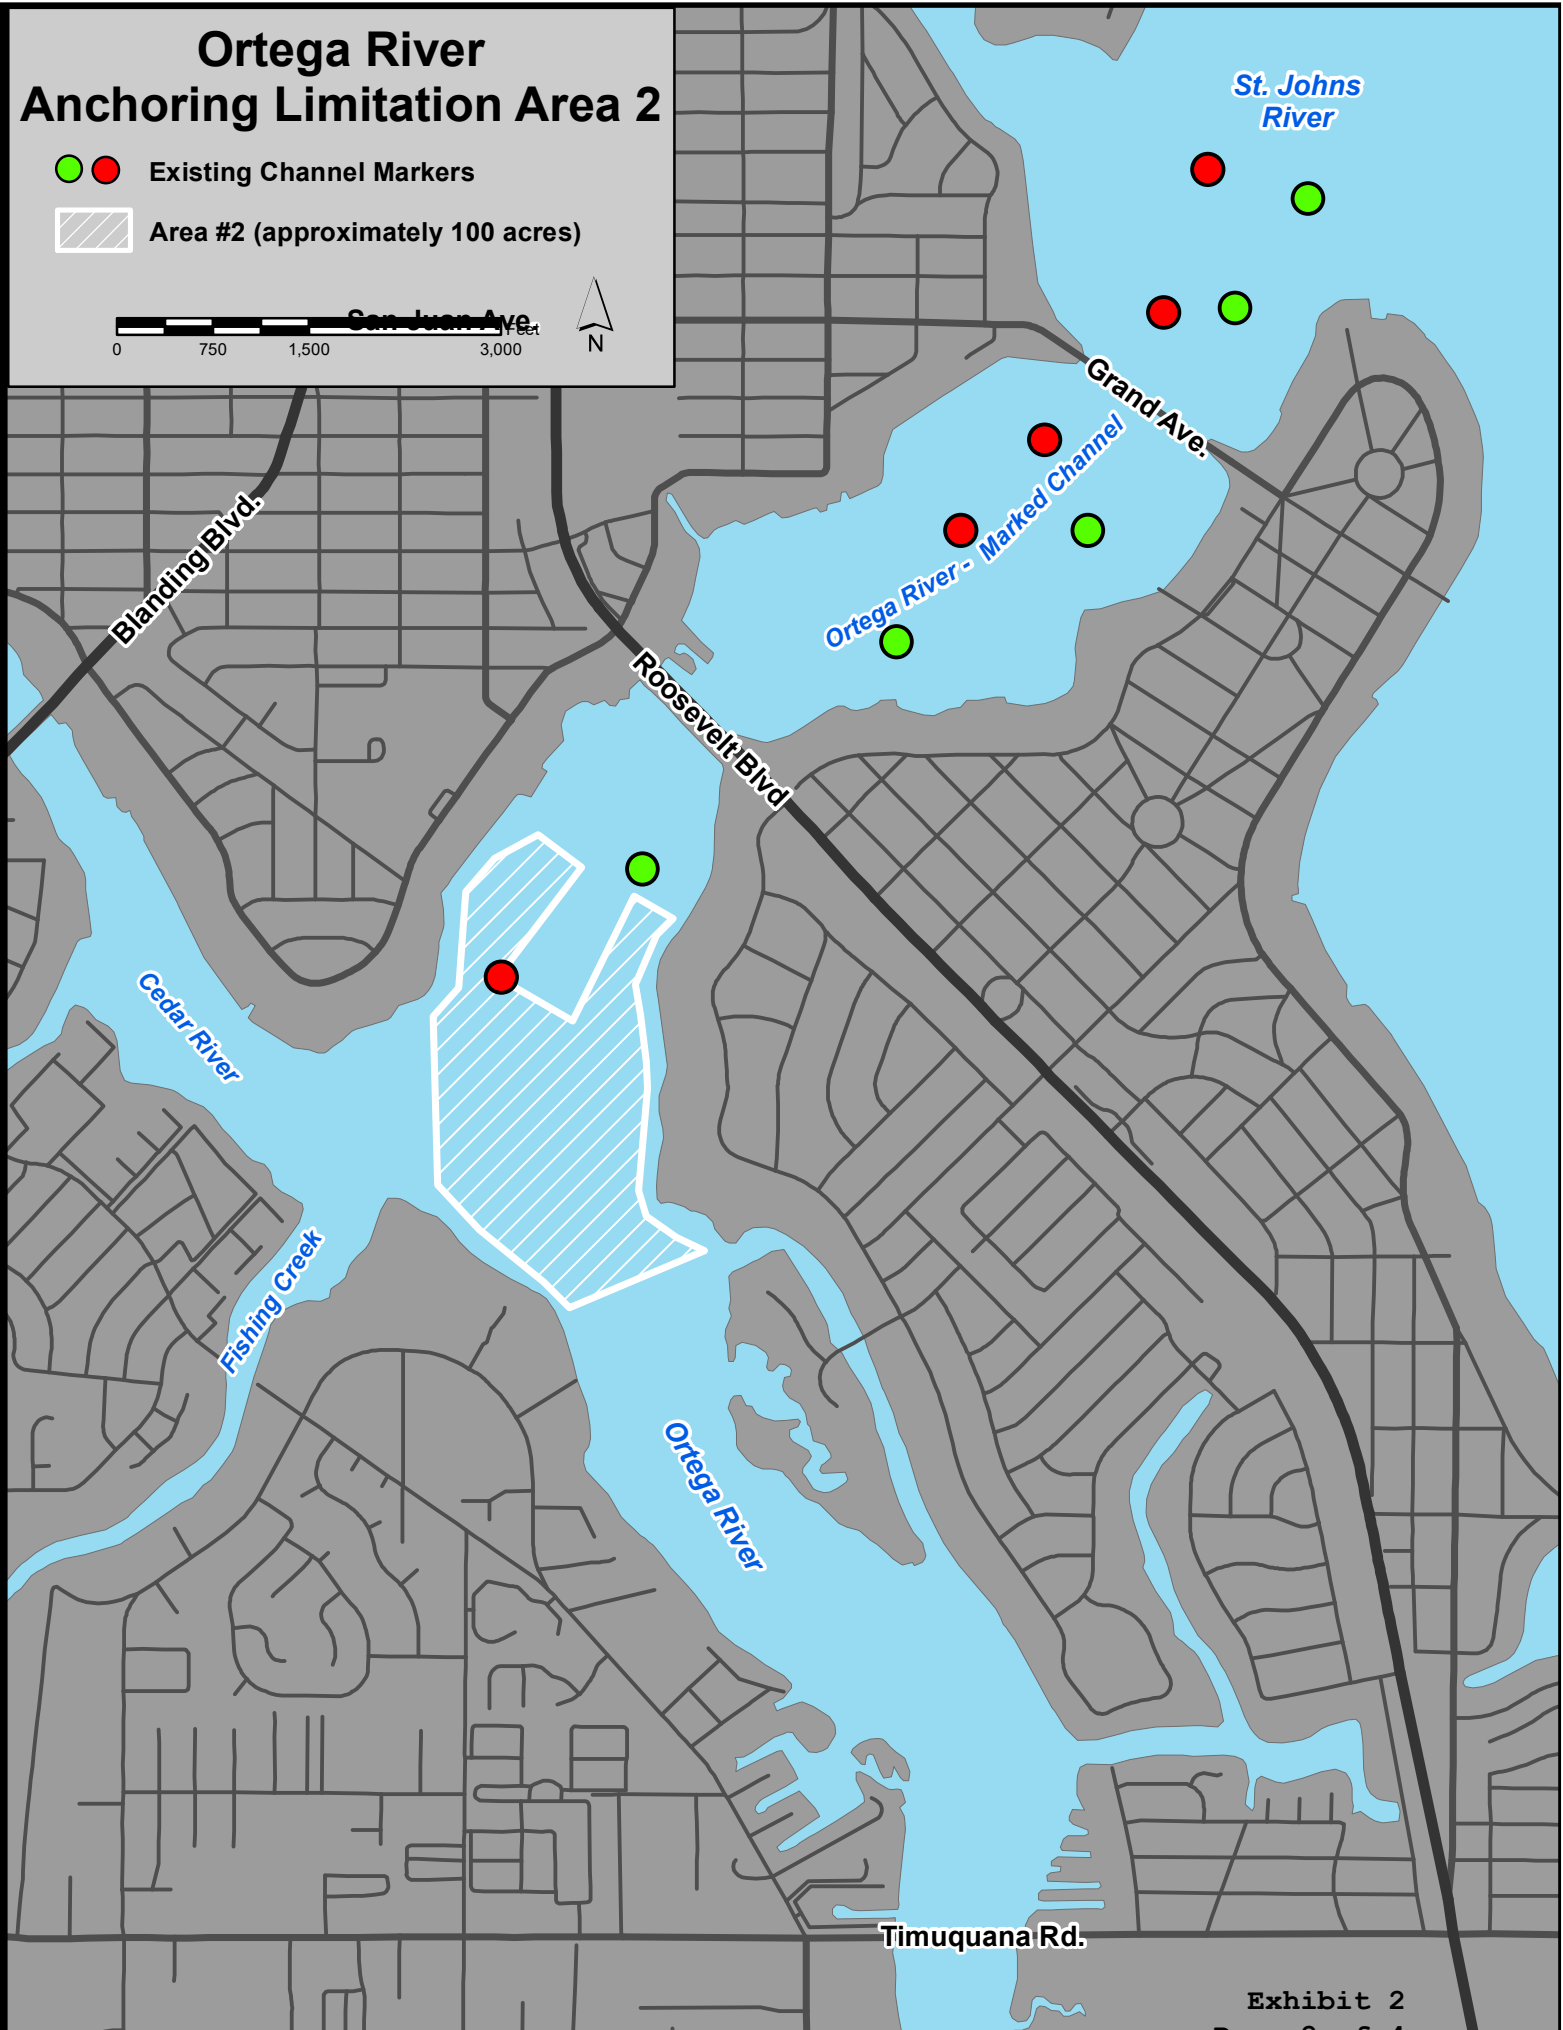 Ortega River
Anchoring Limitation Area 2
Existing Channel Markers
Area #2 (approximately 100 acres)
San Juan Ave.
Feet
0 750 1,500 3,000
N
St. Johns
River
Grand Ave.
Ortega River - Marked Channel
Blanding Blvd.
Roosevelt Blvd
Cedar River
Fishing Creek
Ortega River
Timuquana Rd.
Exhibit 2